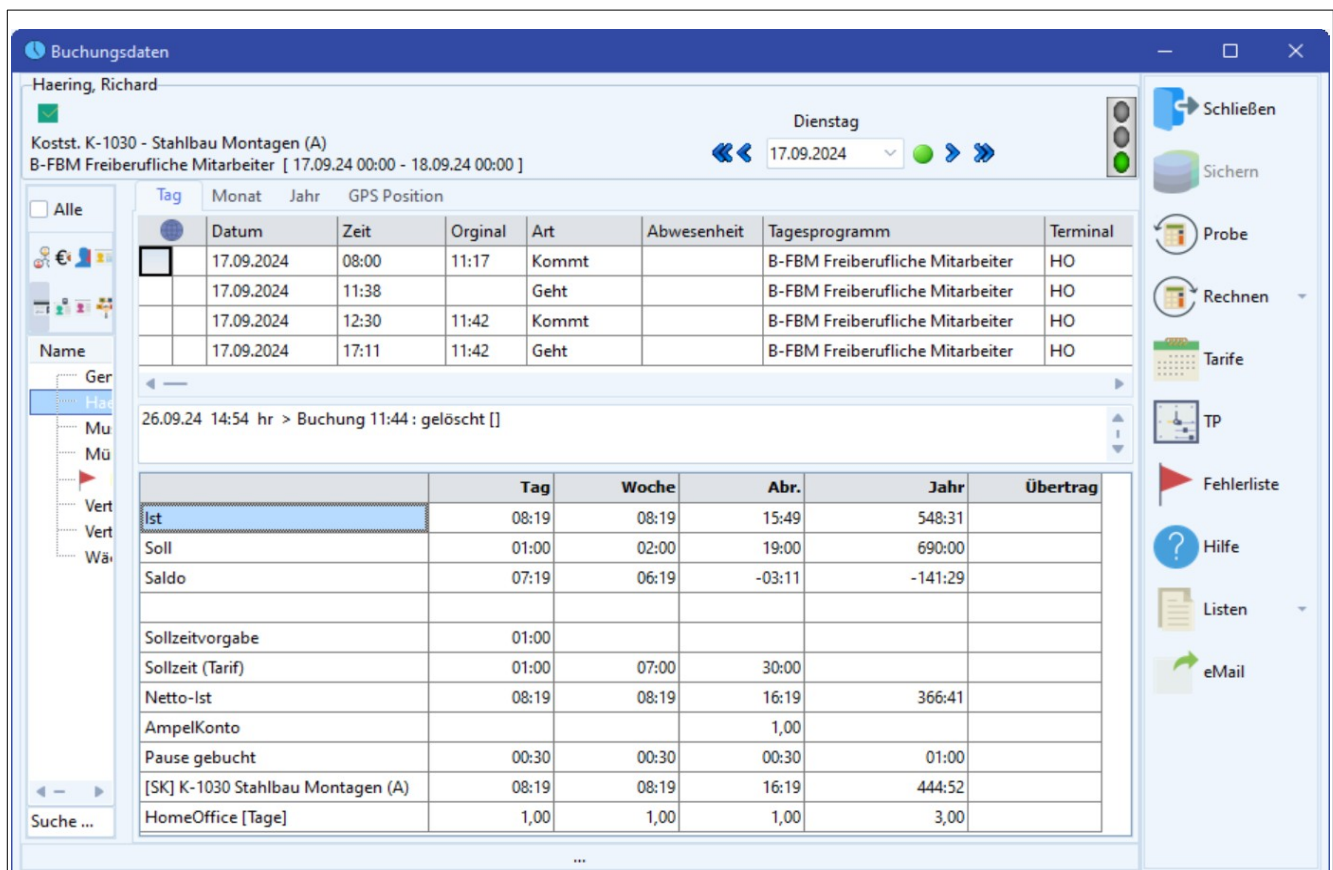 Buchungsdaten
Haering, Richard
Kostst. K-1030 - Stahlbau Montagen (A)
B-FBM Freiberufliche Mitarbeiter [ 17.09.24 00:00 - 18.09.24 00:00 ]
Dienstag
17.09.2024
Alle
Name
Ger
Hae
Mu
Mü
Vert
Vert
Wä
Suche ...
Tag Monat Jahr GPS Position
Datum Zeit Orginal Art Abwesenheit Tagesprogramm Terminal
17.09.2024 08:00 11:17 Kommt B-FBM Freiberufliche Mitarbeiter HO
17.09.2024 11:38 Geht B-FBM Freiberufliche Mitarbeiter HO
17.09.2024 12:30 11:42 Kommt B-FBM Freiberufliche Mitarbeiter HO
17.09.2024 17:11 11:42 Geht B-FBM Freiberufliche Mitarbeiter HO
26.09.24 14:54 hr > Buchung 11:44 : gelöscht []
Tag Woche Abr. Jahr Übertrag
Ist 08:19 08:19 15:49 548:31
Soll 01:00 02:00 19:00 690:00
Saldo 07:19 06:19 -03:11 -141:29
Sollzeitvorgabe 01:00
Sollzeit (Tarif) 01:00 07:00 30:00
Netto-Ist 08:19 08:19 16:19 366:41
AmpelKonto 1,00
Pause gebucht 00:30 00:30 00:30 01:00
[SK] K-1030 Stahlbau Montagen (A) 08:19 08:19 16:19 444:52
HomeOffice [Tage] 1,00 1,00 1,00 3,00
...
Schließen
Sichern
Probe
Rechnen
Tarife
TP
Fehlerliste
Hilfe
Listen
eMail